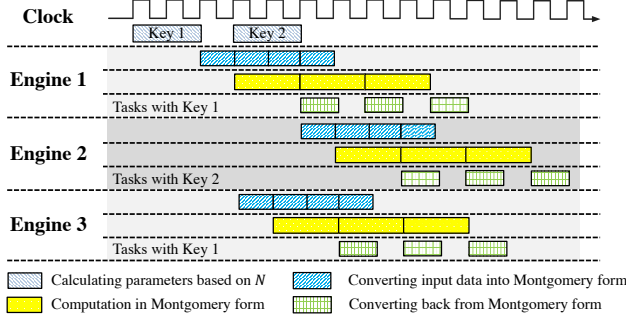 Clock
Key 1
Key 2
Engine 1
Tasks with Key 1
Engine 2
Tasks with Key 2
Engine 3
Tasks with Key 1
Calculating parameters based on N
Converting input data into Montgomery form
Computation in Montgomery form
Converting back from Montgomery form